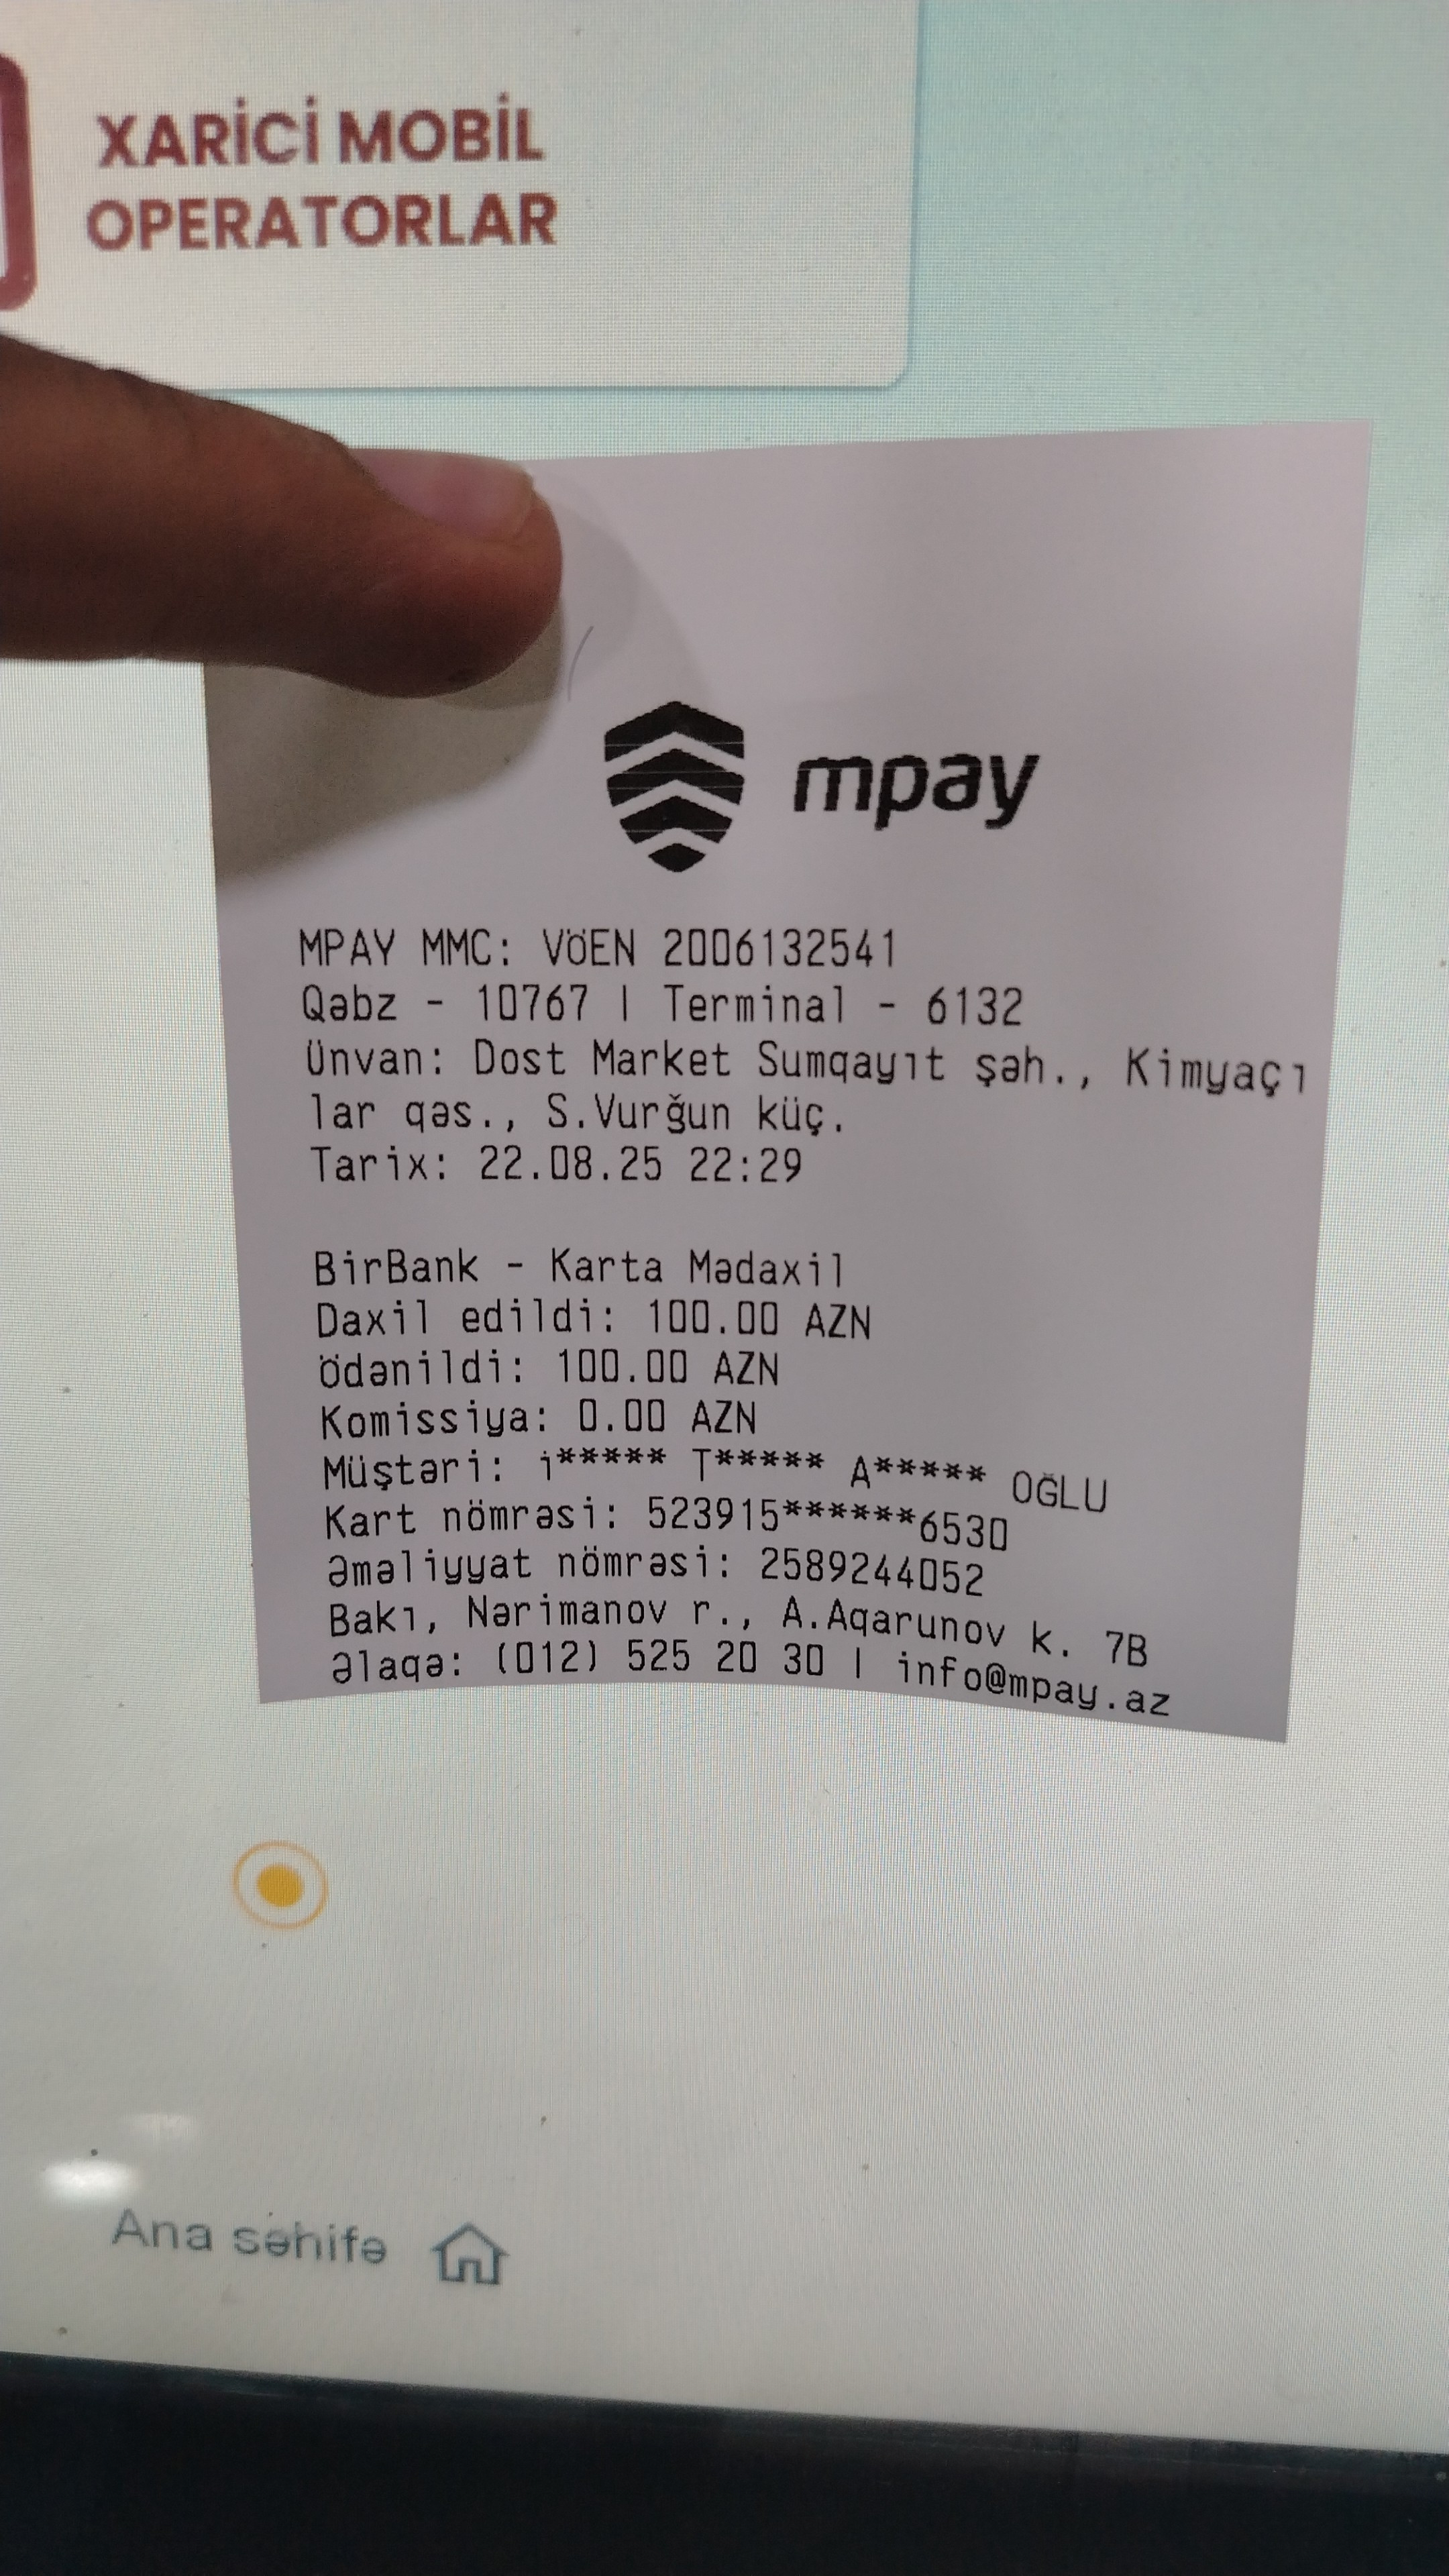 XARİCİ MOBİL
OPERATORLAR
mpay
MPAY MMC: VÖEN 2006132541
Qəbz - 10767 | Terminal - 6132
Ünvan: Dost Market Sumqayıt şəh., Kimyaçı
lar qəs., S.Vurğun küç.
Tarix: 22.08.25 22:29
BirBank - Karta Mədaxil
Daxil edildi: 100.00 AZN
Ödənildi: 100.00 AZN
Komissiya: 0.00 AZN
Müştəri: i***** T***** A***** OĞLU
Kart nömrəsi: 523915******6530
Əməliyyat nömrəsi: 2589244052
Bakı, Nərimanov r., A.Aqarunov k. 7B
Əlaqə: (012) 525 20 30 | info@mpay.az
Ana səhifə